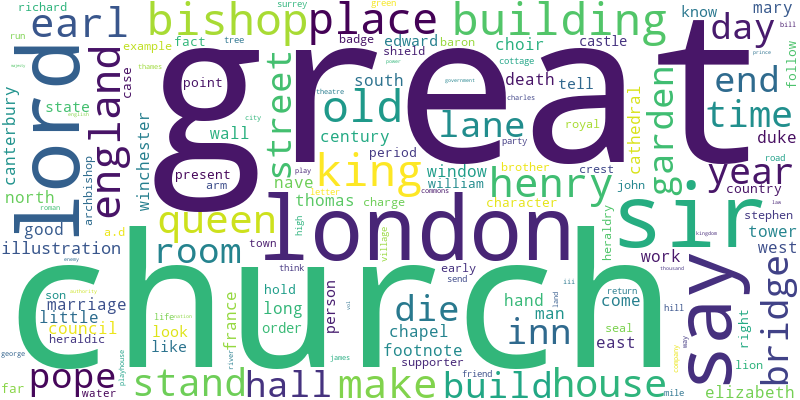 richard surrey green bill
earl bishop place building day mary
run tree badge edward baron know
example fact choir castle prince
shield follow
lord england case great death tell
point south
canterbury state street old lane end time
wall century royal garden cathedral
duke
winchester present arm king period window brother crest year road
north archbishop nave william henry john country
roman thomas charge character
letter commons
a.d queen london sir stephen
good town high village heraldry tower
illustration room think early work west
enemy church send iii hill say bridge
son hold die hand man come
marriage life look long person land return
little order chapel inn seal right
council like france footnote east
heraldic river supporter lion
george playhouse james friend company way mile
pope stand hall make build house elizabeth
far water
theatre city play party charles government power
thames english nation authority vol kingdom law thousand